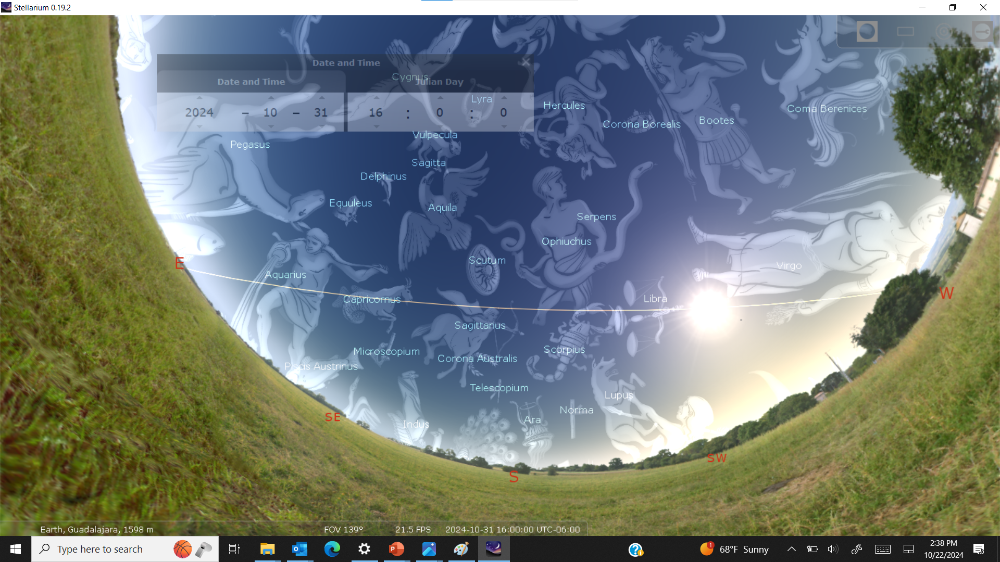 Stellarium 0.19.2
Date and Time
Date and Time
Julian Day
2024 – 10 – 31
16 : 0 : 0
Cygnus
Lyra
Hercules
Coma Berenices
Bootes
Corona Borealis
Vulpecula
Pegasus
Sagitta
Delphinus
Equuleus
Aquila
Serpens
Ophiuchus
Scutum
E
Virgo
Aquarius
W
Capricornus
Libra
Sagittarius
Scorpius
Microscopium
Corona Australis
Piscis Austrinus
Telescopium
Lupus
Norma
SE
Ara
Indus
SW
S
Earth, Guadalajara, 1598 m
FOV 139°
21.5 FPS
2024-10-31 16:00:00 UTC-06:00
Type here to search
1
68°F Sunny
2:38 PM
10/22/2024